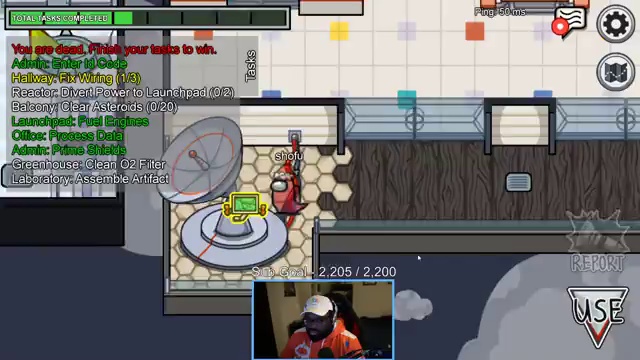 TOTAL TASKS COMPLETED
Ping: 50 ms
You are dead. Finish your tasks to win.
Admin: Enter Id Code
Hallway: Fix Wiring (1/3)
Reactor: Divert Power to Launchpad (0/2)
Balcony: Clear Asteroids (0/20)
Launchpad: Fuel Engines
Office: Process Data
Admin: Prime Shields
Greenhouse: Clean O2 Filter
Laboratory: Assemble Artifact
Tasks
shofu
REPORT
Sub Goal - 2,205 / 2,200
USE